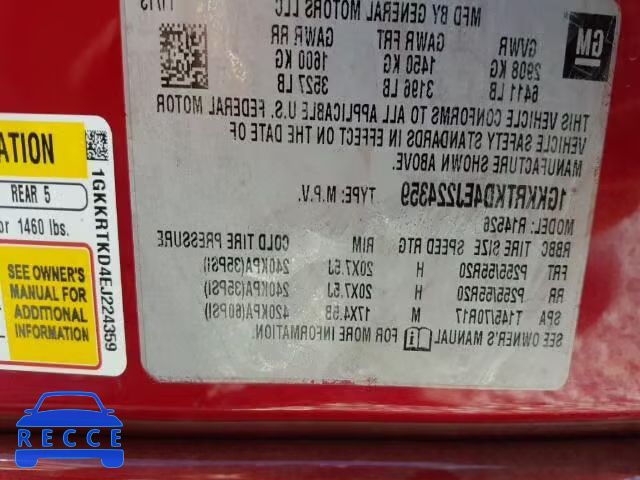 MFD BY GENERAL MOTORS LLC 11/13
GM
GVWR GAWR FRT GAWR RR
2908 KG 1450 KG 1600 KG
6411 LB 3196 LB 3527 LB
THIS VEHICLE CONFORMS TO ALL APPLICABLE U.S. FEDERAL MOTOR
VEHICLE SAFETY STANDARDS IN EFFECT ON THE DATE OF
MANUFACTURE SHOWN ABOVE.
1GKKRTKD4EJ224359 TYPE: M.P.V.
MODEL: R14526
RBBC TIRE SIZE SPEED RTG RIM COLD TIRE PRESSURE
FRT P255/55R20 H 20X7.5J 240KPA(35PSI)
RR P255/55R20 H 20X7.5J 240KPA(35PSI)
SPA T145/70R17 M 17X4.5B 420KPA(60PSI)
SEE OWNER'S MANUAL FOR MORE INFORMATION
ATION
REAR 5
or 1460 lbs.
SEE OWNER'S
MANUAL FOR
ADDITIONAL
INFORMATION
1GKKRTKD4EJ224359
RECCE